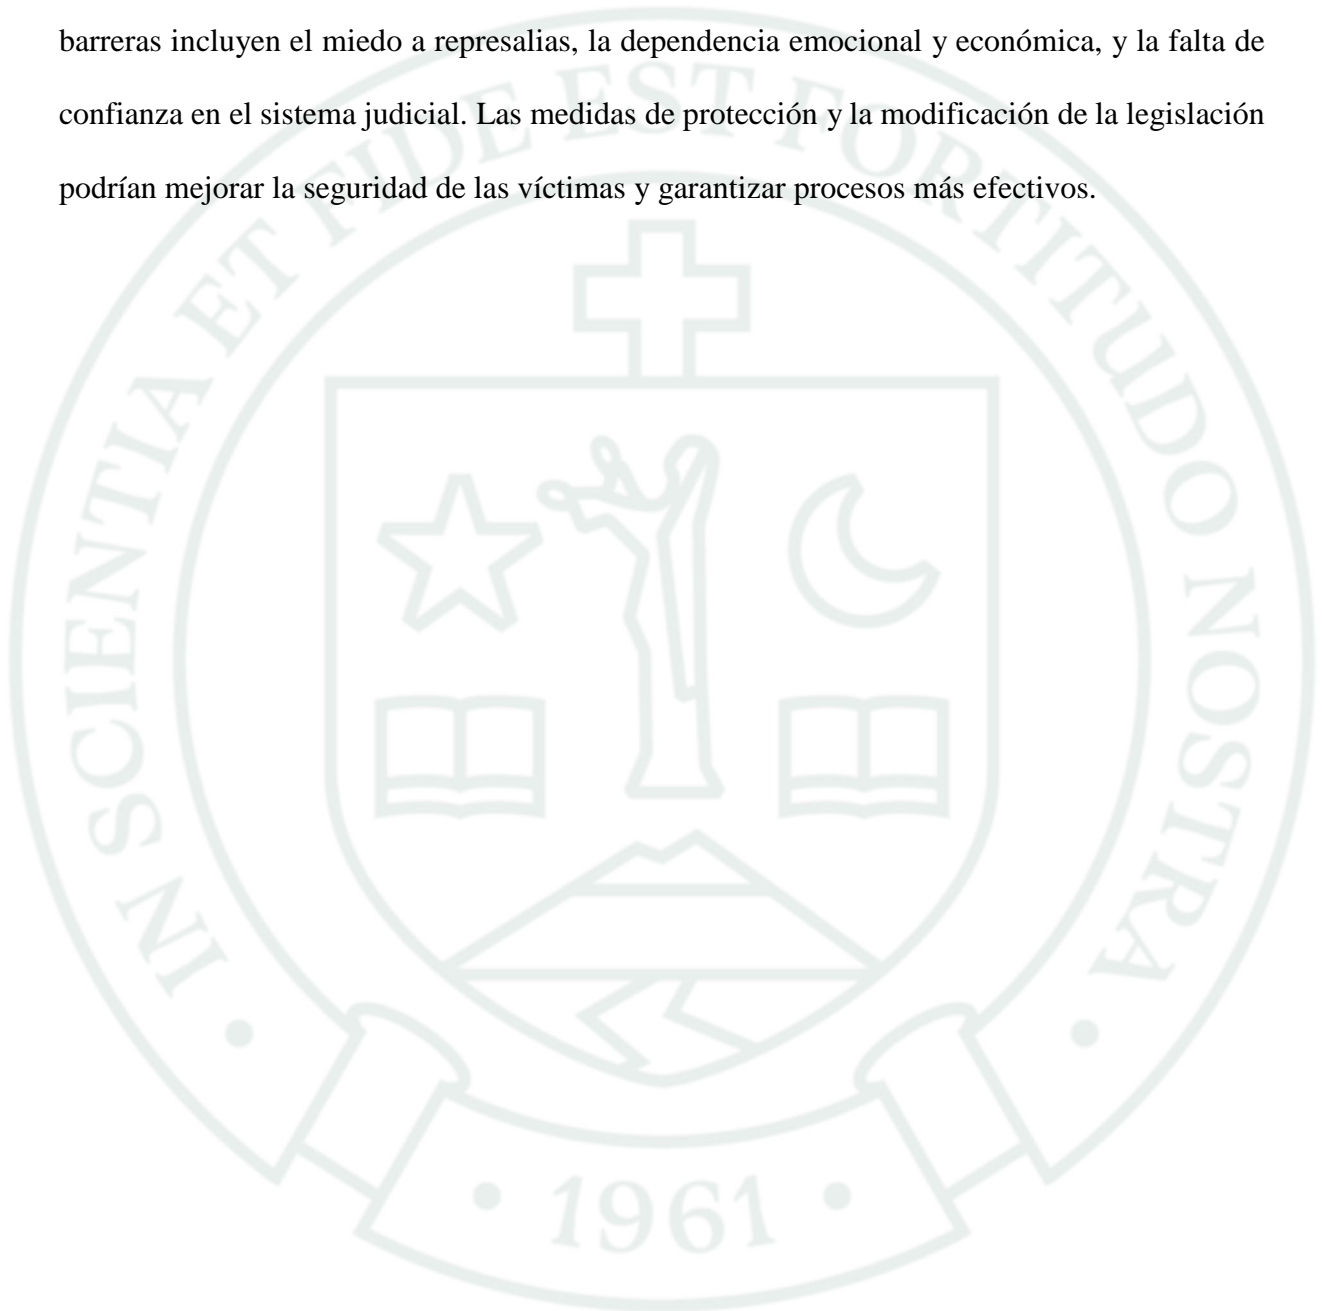 barreras incluyen el miedo a represalias, la dependencia emocional y económica, y la falta de
confianza en el sistema judicial. Las medidas de protección y la modificación de la legislación
podrían mejorar la seguridad de las víctimas y garantizar procesos más efectivos.
IN SCIENTIA ET FIDE EST FORTITUDO NOSTRA
1961